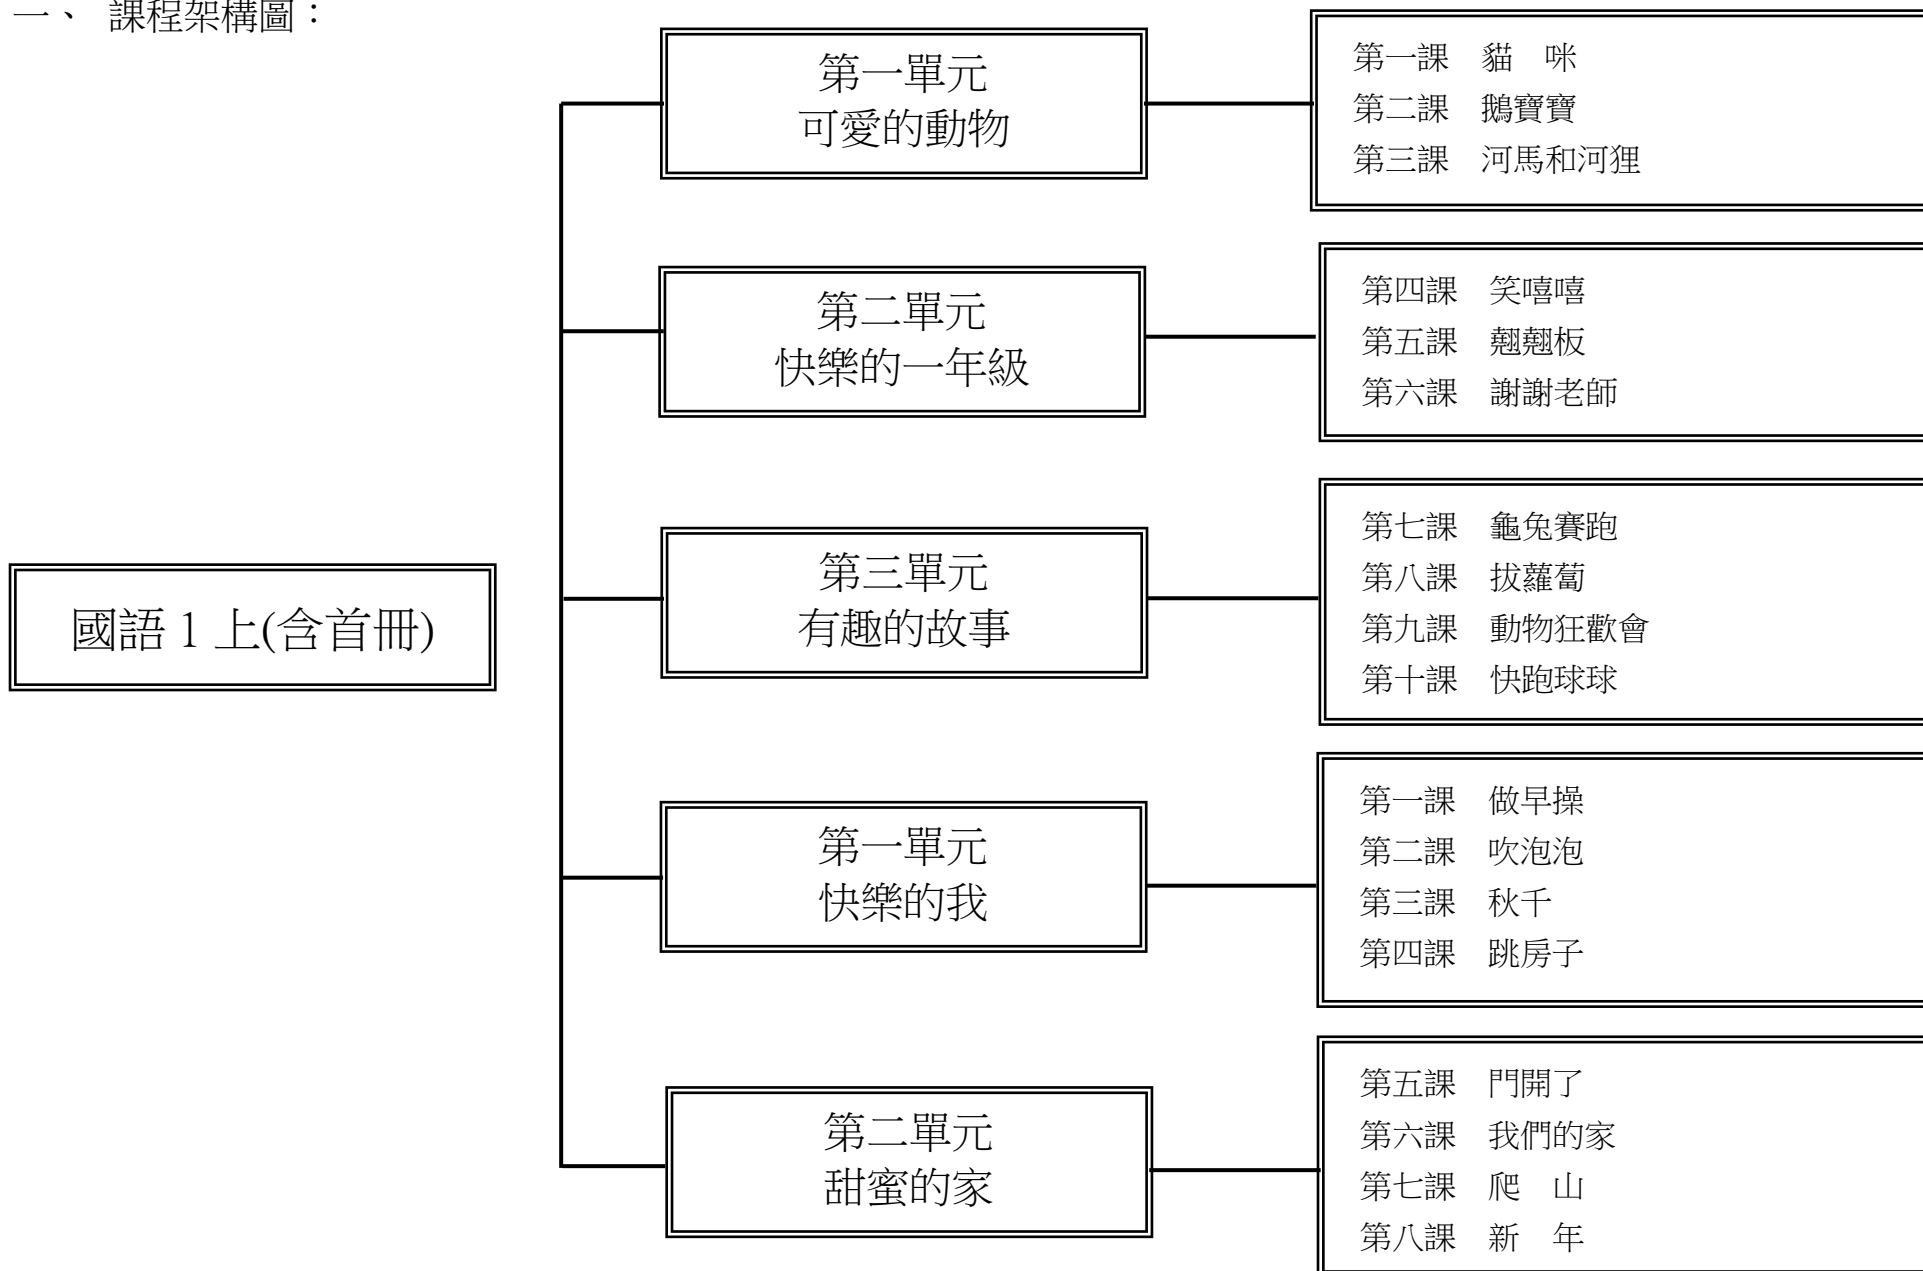 一、 課程架構圖：
國語 1 上(含首冊)
第一單元
可愛的動物
第一課　貓　咪
第二課　鵝寶寶
第三課　河馬和河狸
第二單元
快樂的一年級
第四課　笑嘻嘻
第五課　翹翹板
第六課　謝謝老師
第三單元
有趣的故事
第七課　龜兔賽跑
第八課　拔蘿蔔
第九課　動物狂歡會
第十課　快跑球球
第一單元
快樂的我
第一課　做早操
第二課　吹泡泡
第三課　秋千
第四課　跳房子
第二單元
甜蜜的家
第五課　門開了
第六課　我們的家
第七課　爬　山
第八課　新　年